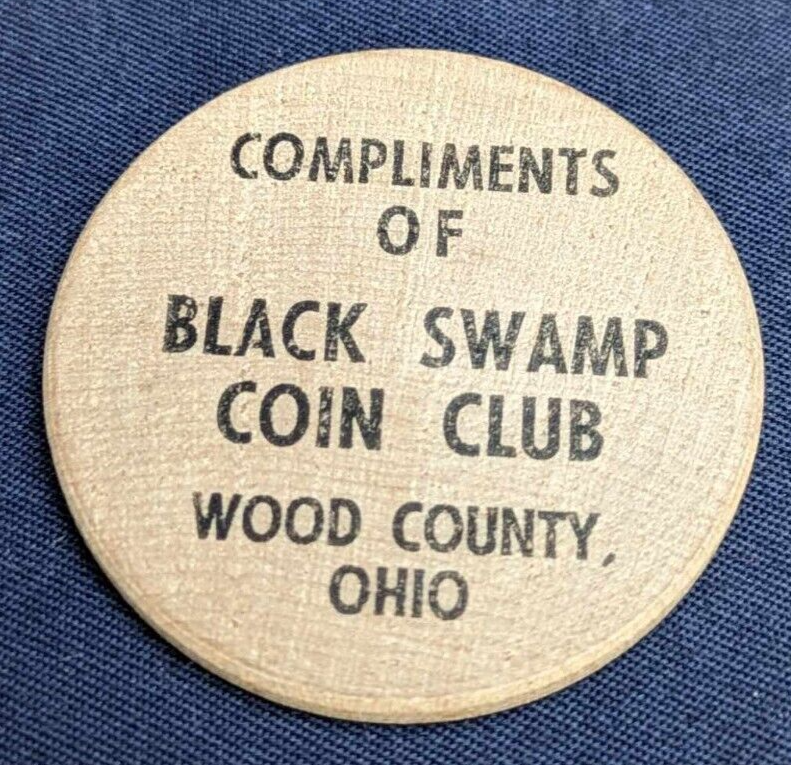 COMPLIMENTS
OF
BLACK SWAMP
COIN CLUB
WOOD COUNTY,
OHIO